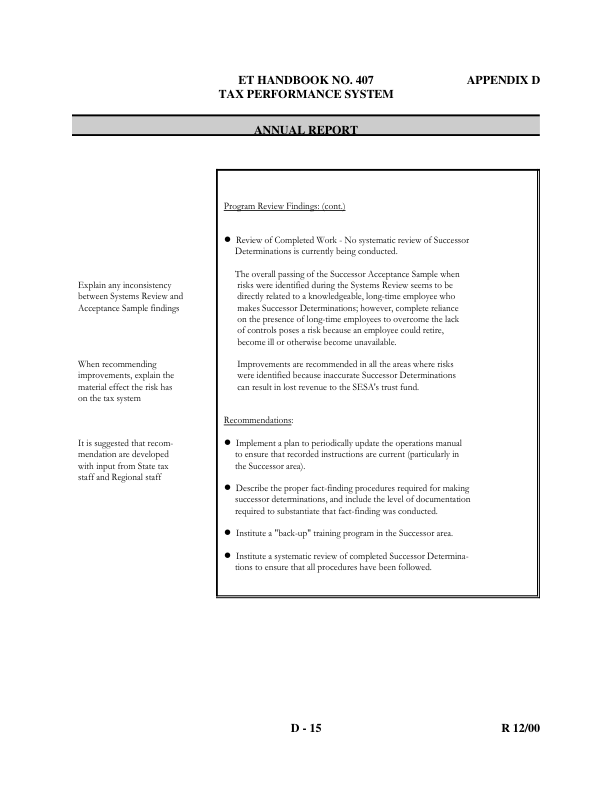 ET HANDBOOK NO. 407
APPENDIX D
TAX PERFORMANCE SYSTEM
ANNUAL REPORT
Program Review Findings: (cont.)
● Review of Completed Work - No systematic review of Successor
Determinations is currently being conducted.
Explain any inconsistency
between Systems Review and
Acceptance Sample findings
The overall passing of the Successor Acceptance Sample when
risks were identified during the Systems Review seems to be
directly related to a knowledgeable, long-time employee who
makes Successor Determinations; however, complete reliance
on the presence of long-time employees to overcome the lack
of controls poses a risk because an employee could retire,
become ill or otherwise become unavailable.
When recommending
improvements, explain the
material effect the risk has
on the tax system
Improvements are recommended in all the areas where risks
were identified because inaccurate Successor Determinations
can result in lost revenue to the SESA's trust fund.
Recommendations:
It is suggested that recom-
mendation are developed
with input from State tax
staff and Regional staff
● Implement a plan to periodically update the operations manual
to ensure that recorded instructions are current (particularly in
the Successor area).
● Describe the proper fact-finding procedures required for making
successor determinations, and include the level of documentation
required to substantiate that fact-finding was conducted.
● Institute a "back-up" training program in the Successor area.
● Institute a systematic review of completed Successor Determina-
tions to ensure that all procedures have been followed.
D - 15
R 12/00